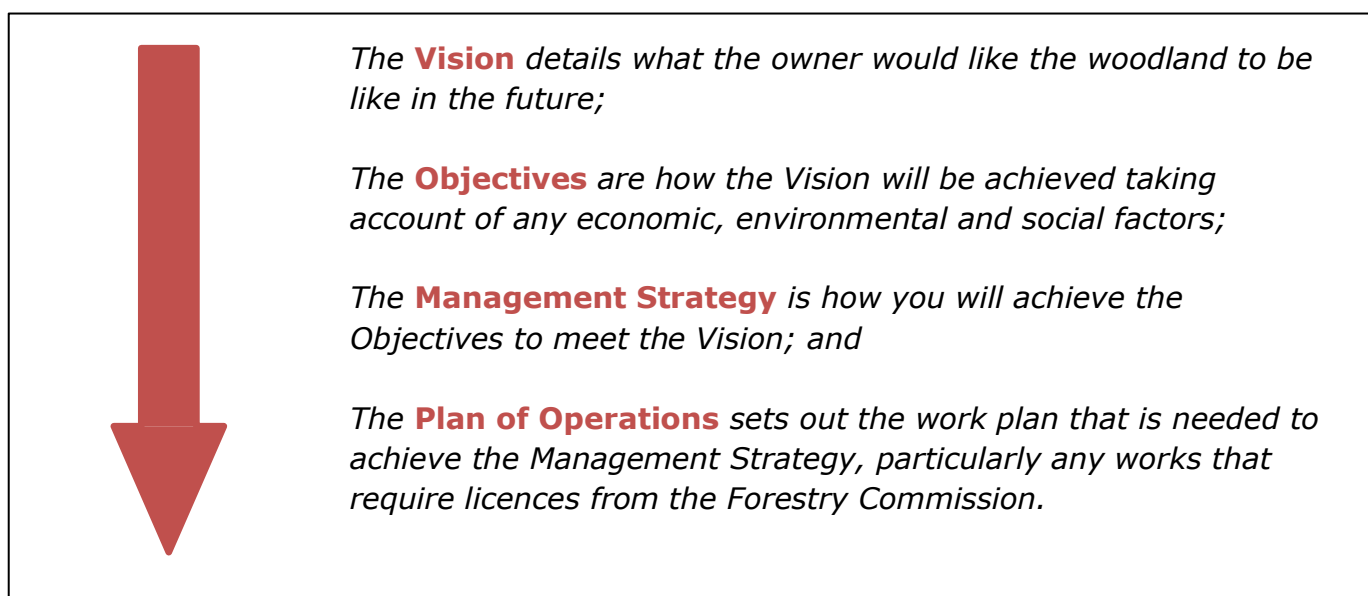 The Vision details what the owner would like the woodland to be
like in the future;
The Objectives are how the Vision will be achieved taking
account of any economic, environmental and social factors;
The Management Strategy is how you will achieve the
Objectives to meet the Vision; and
The Plan of Operations sets out the work plan that is needed to
achieve the Management Strategy, particularly any works that
require licences from the Forestry Commission.